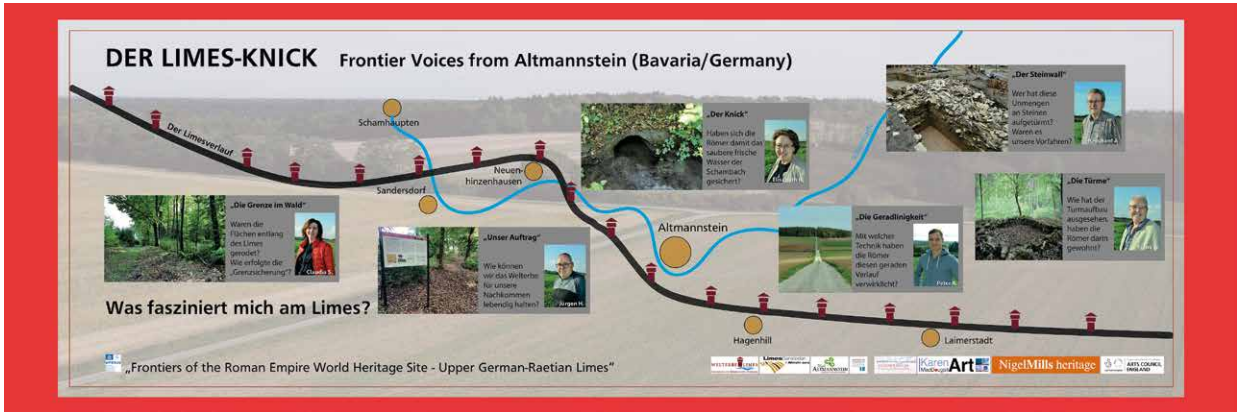 DER LIMES-KNICK Frontier Voices from Altmannstein (Bavaria/Germany)
Der Limesverlauf
Schamhaupten
Sandersdorf
Neuen-
hinzenhausen
Altmannstein
Hagenhill
Laimerstadt
„Die Grenze im Wald“
Waren die
Flächen entlang
des Limes
gerodet?
Wie erfolgte die
„Grenzsicherung“?
Claudia S.
„Unser Auftrag“
Wie können
wir das Welterbe
für unsere
Nachkommen
lebendig halten?
Jürgen H.
„Der Knick“
Haben sich die
Römer damit das
saubere frische
Wasser der
Schambach
gesichert?
„Die Geradlinigkeit“
Mit welcher
Technik haben
die Römer
diesen geraden
Verlauf
verwirklicht?
„Der Steinwall“
Wer hat diese
Unmengen
an Steinen
aufgetürmt?
Waren es
unsere Vorfahren?
„Die Türme“
Wie hat der
Turmaufbau
ausgesehen,
haben die
Römer darin
gewohnt?
Was fasziniert mich am Limes?
„Frontiers of the Roman Empire World Heritage Site - Upper German-Raetian Limes“
Karen
Art
NigelMills heritage
ARTS COUNCIL
ENGLAND